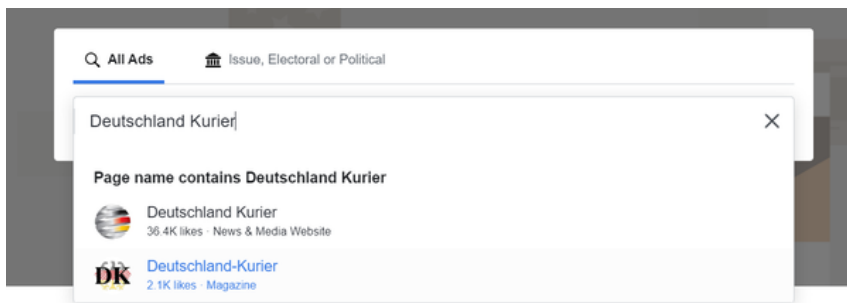 All Ads
Issue, Electoral or Political
Deutschland Kurier
Page name contains Deutschland Kurier
Deutschland Kurier
36.4K likes · News & Media Website
DK
Deutschland-Kurier
2.1K likes · Magazine